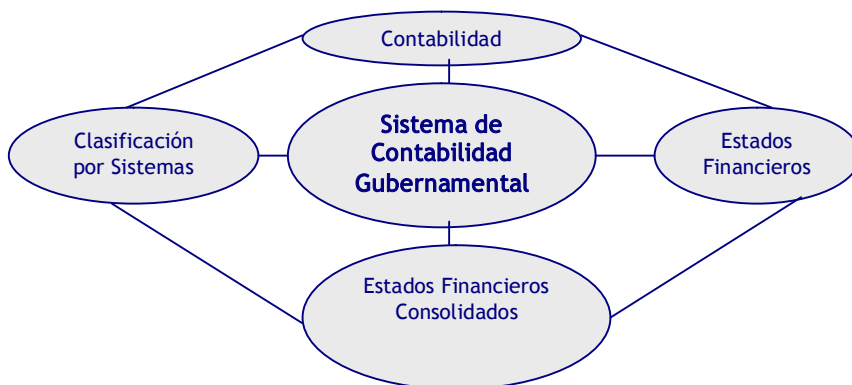 Contabilidad
Clasificación
por Sistemas
Sistema de
Contabilidad
Gubernamental
Estados
Financieros
Estados Financieros
Consolidados